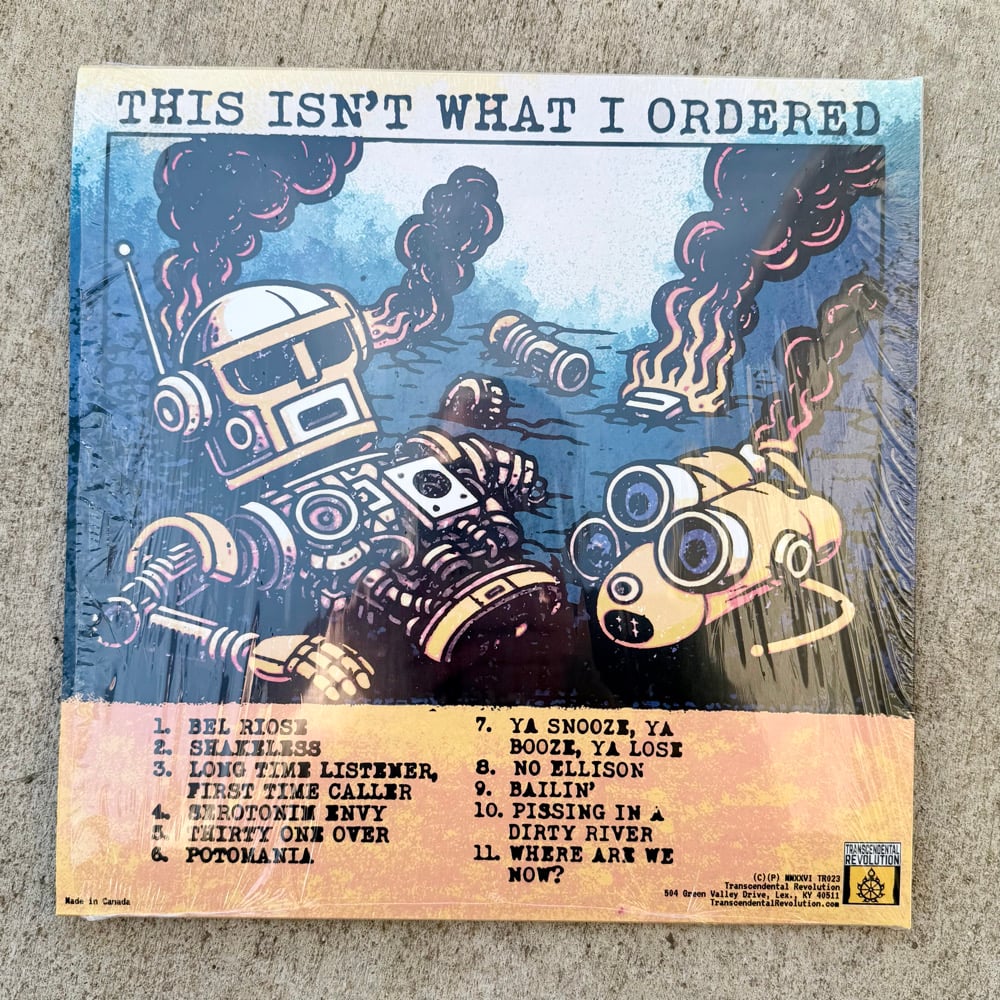 THIS ISN'T WHAT I ORDERED
1. BEL RIOSE
2. SHAKELESS
3. LONG TIME LISTENER,
FIRST TIME CALLER
4. SEROTONIN ENVY
5. THIRTY ONE OVER
6. POTOMANIA
7. YA SNOOZE, YA
BOOZE, YA LOSE
8. NO ELLISON
9. BAILIN'
10. PISSING IN A
DIRTY RIVER
11. WHERE ARE WE
NOW?
Made in Canada
(C)(P) MMXXVI TR023
Transcendental Revolution
504 Green Valley Drive, Lex., KY 40511
TranscendentalRevolution.com
TRANSCENDENTAL
REVOLUTION